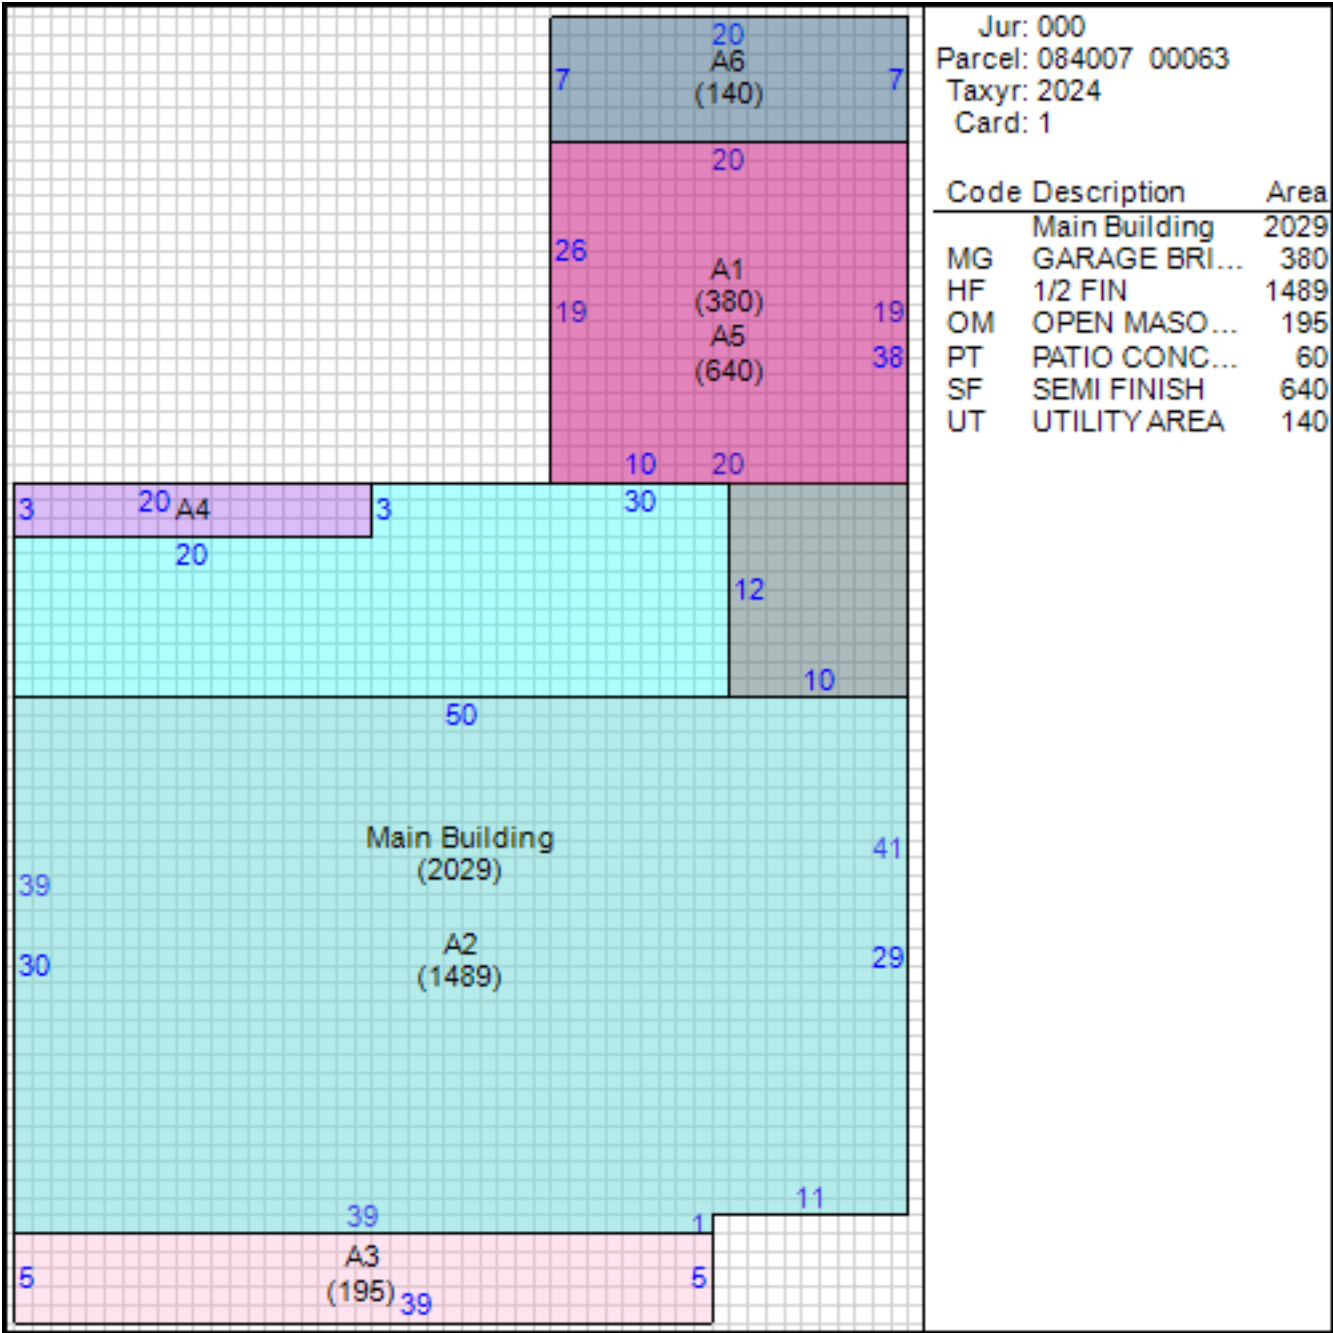 20
A6
7
7
(140)
20
26
A1
(380)
19
19
A5
38
(640)
10
20
3
20
A4
3
30
20
12
10
50
Main Building
41
(2029)
39
A2
30
29
(1489)
11
39
1
A3
5
5
(195)
39
Jur: 000
Parcel: 084007 00063
Taxyr: 2024
Card: 1
Code Description Area
Main Building 2029
MG GARAGE BRI... 380
HF 1/2 FIN 1489
OM OPEN MASO... 195
PT PATIO CONC... 60
SF SEMI FINISH 640
UT UTILITY AREA 140